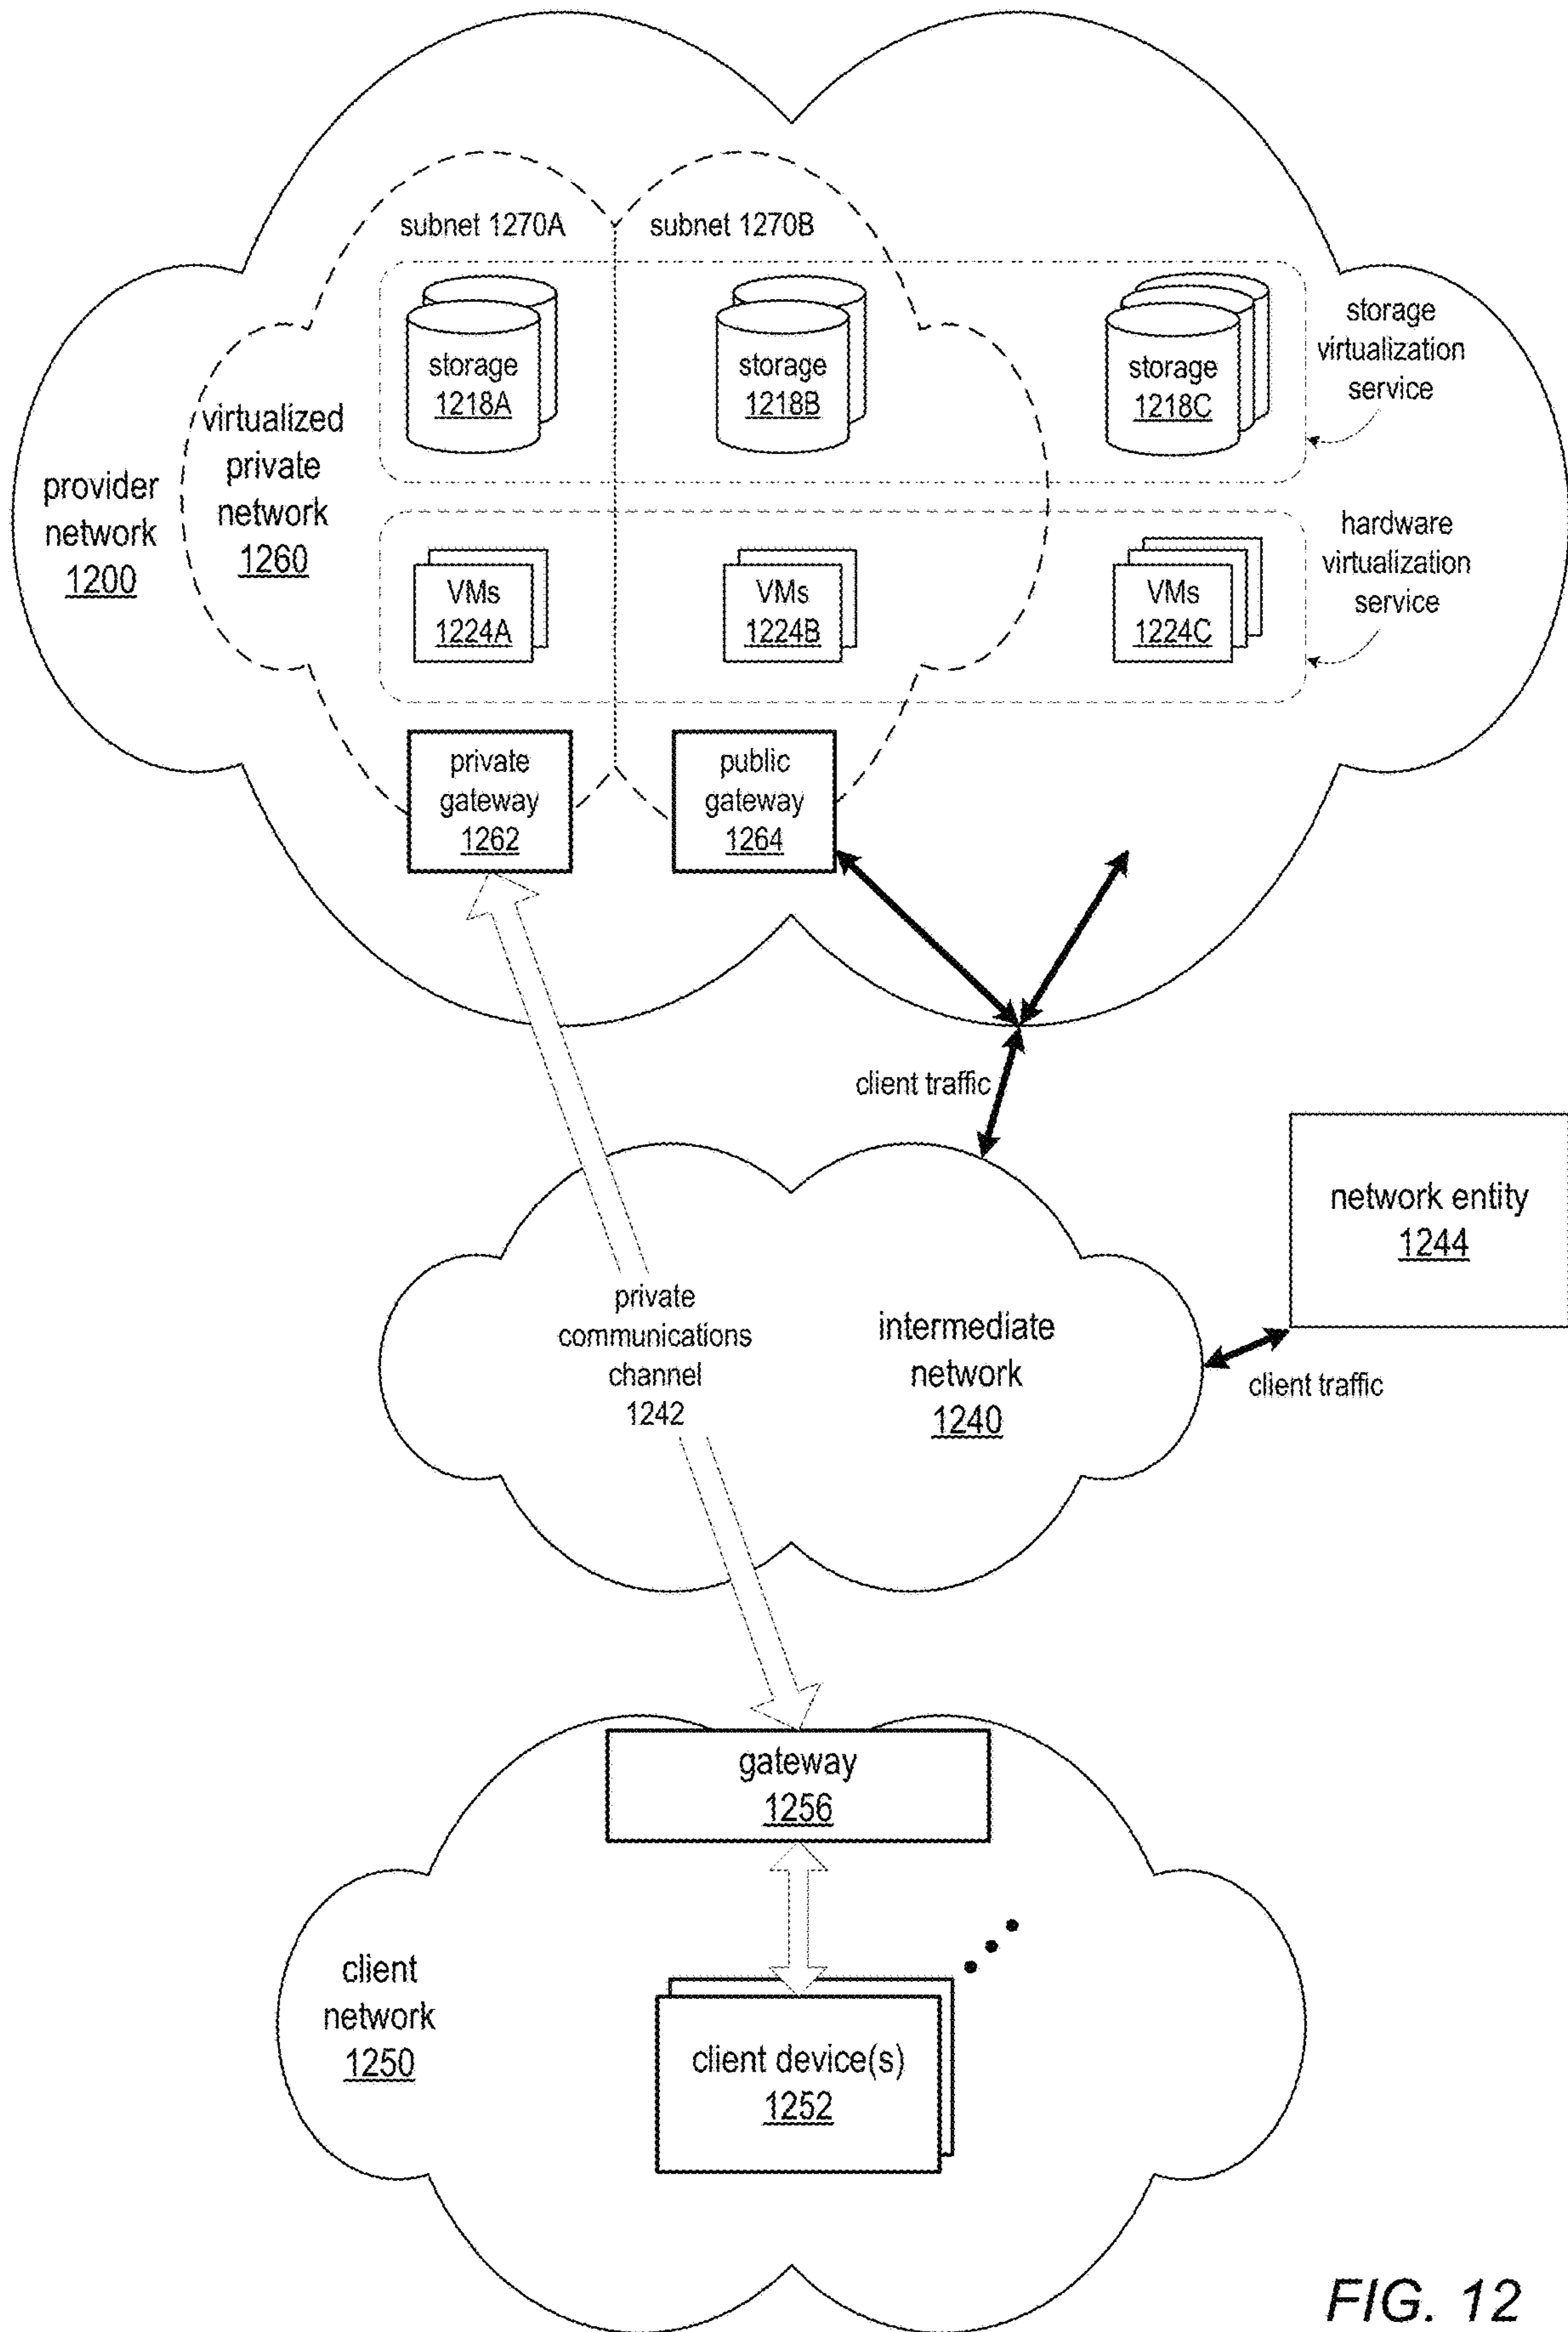 subnet 1270A
subnet 1270B
storage
1218A
storage
1218B
storage
1218C
storage
virtualization
service
virtualized
private
network
1260
provider
network
1200
VMs
1224A
VMs
1224B
VMs
1224C
hardware
virtualization
service
private
gateway
1262
public
gateway
1264
client traffic
network entity
1244
client traffic
private
communications
channel
1242
intermediate
network
1240
gateway
1256
client
network
1250
client device(s)
1252
FIG. 12